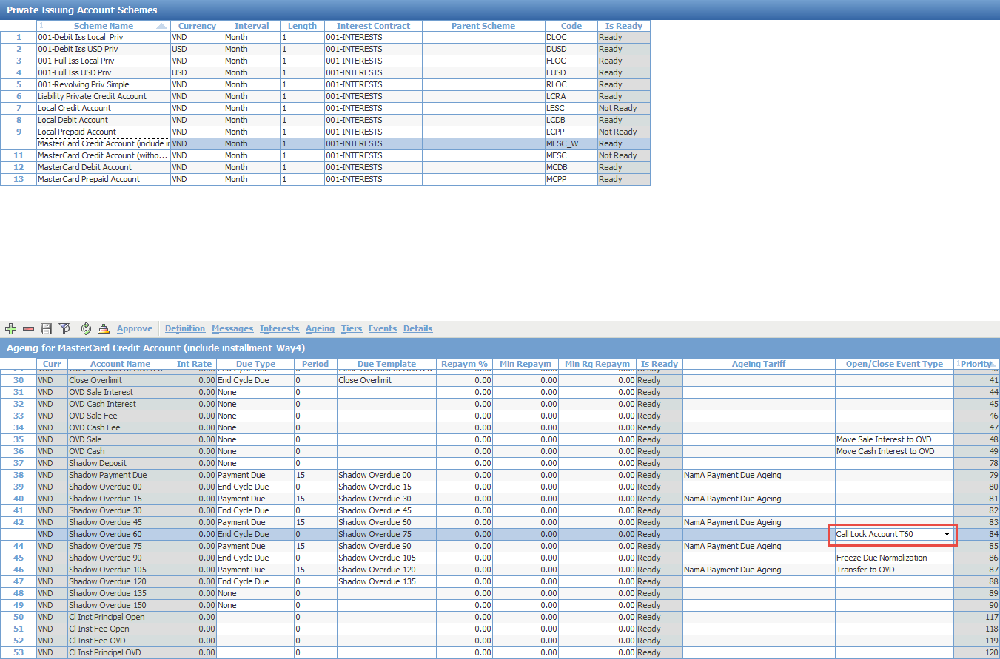 Private Issuing Account Schemes
1 Scheme Name Currency Interval Length Interest Contract Parent Scheme Code Is Ready
1 001-Debit Iss Local Priv VND Month 1 001-INTERESTS DLOC Ready
2 001-Debit Iss USD Priv USD Month 1 001-INTERESTS DUSD Ready
3 001-Full Iss Local Priv VND Month 1 001-INTERESTS FLOC Ready
4 001-Full Iss USD Priv USD Month 1 001-INTERESTS FUSD Ready
5 001-Revolving Priv Simple VND Month 1 001-INTERESTS RLOC Ready
6 Liability Private Credit Account VND Month 1 001-INTERESTS LCRA Ready
7 Local Credit Account VND Month 1 001-INTERESTS LESC Not Ready
8 Local Debit Account VND Month 1 001-INTERESTS LCDB Ready
9 Local Prepaid Account VND Month 1 001-INTERESTS LCPP Not Ready
MasterCard Credit Account (include in VND Month 1 001-INTERESTS MESC_W Ready
11 MasterCard Credit Account (witho... VND Month 1 001-INTERESTS MESC Not Ready
12 MasterCard Debit Account VND Month 1 001-INTERESTS MCDB Ready
13 MasterCard Prepaid Account VND Month 1 001-INTERESTS MCPP Ready
Approve Definition Messages Interests Ageing Tiers Events Details
Ageing for MasterCard Credit Account (include installment-Way4)
Curr Account Name Int Rate Due Type Period Due Template Repaym % Min Repaym Min Rq Repaym Is Ready Ageing Tariff Open/Close Event Type 1 Priority
29 VND Close Overlimit Recovered 0.00 End Cycle Due 0 Close Overlimit Recovered 0.00 0.00 0.00 Ready
30 VND Close Overlimit 0.00 End Cycle Due 0 Close Overlimit 0.00 0.00 0.00 Ready 41
31 VND OVD Sale Interest 0.00 None 0 0.00 0.00 0.00 Ready 44
32 VND OVD Cash Interest 0.00 None 0 0.00 0.00 0.00 Ready 45
33 VND OVD Sale Fee 0.00 None 0 0.00 0.00 0.00 Ready 46
34 VND OVD Cash Fee 0.00 None 0 0.00 0.00 0.00 Ready 47
35 VND OVD Sale 0.00 None 0 0.00 0.00 0.00 Ready Move Sale Interest to OVD 48
36 VND OVD Cash 0.00 None 0 0.00 0.00 0.00 Ready Move Cash Interest to OVD 49
37 VND Shadow Deposit 0.00 None 0 0.00 0.00 0.00 Ready 78
38 VND Shadow Payment Due 0.00 Payment Due 15 Shadow Overdue 00 0.00 0.00 0.00 Ready NamA Payment Due Ageing 79
39 VND Shadow Overdue 00 0.00 End Cycle Due 0 Shadow Overdue 15 0.00 0.00 0.00 Ready 80
40 VND Shadow Overdue 15 0.00 Payment Due 15 Shadow Overdue 30 0.00 0.00 0.00 Ready NamA Payment Due Ageing 81
41 VND Shadow Overdue 30 0.00 End Cycle Due 0 Shadow Overdue 45 0.00 0.00 0.00 Ready 82
42 VND Shadow Overdue 45 0.00 Payment Due 15 Shadow Overdue 60 0.00 0.00 0.00 Ready NamA Payment Due Ageing 83
VND Shadow Overdue 60 0.00 End Cycle Due 0 Shadow Overdue 75 0.00 0.00 0.00 Ready Call Lock Account T60 84
44 VND Shadow Overdue 75 0.00 Payment Due 15 Shadow Overdue 90 0.00 0.00 0.00 Ready NamA Payment Due Ageing 85
45 VND Shadow Overdue 90 0.00 End Cycle Due 0 Shadow Overdue 105 0.00 0.00 0.00 Ready Freeze Due Normalization 86
46 VND Shadow Overdue 105 0.00 Payment Due 15 Shadow Overdue 120 0.00 0.00 0.00 Ready NamA Payment Due Ageing Transfer to OVD 87
47 VND Shadow Overdue 120 0.00 End Cycle Due 0 Shadow Overdue 135 0.00 0.00 0.00 Ready 88
48 VND Shadow Overdue 135 0.00 None 0 0.00 0.00 0.00 Ready 89
49 VND Shadow Overdue 150 0.00 None 0 0.00 0.00 0.00 Ready 90
50 VND Cl Inst Principal Open 0.00 0 0.00 0.00 0.00 Ready 117
51 VND Cl Inst Fee Open 0.00 0 0.00 0.00 0.00 Ready 118
52 VND Cl Inst Fee OVD 0.00 0 0.00 0.00 0.00 Ready 119
53 VND Cl Inst Principal OVD 0.00 0 0.00 0.00 0.00 Ready 120